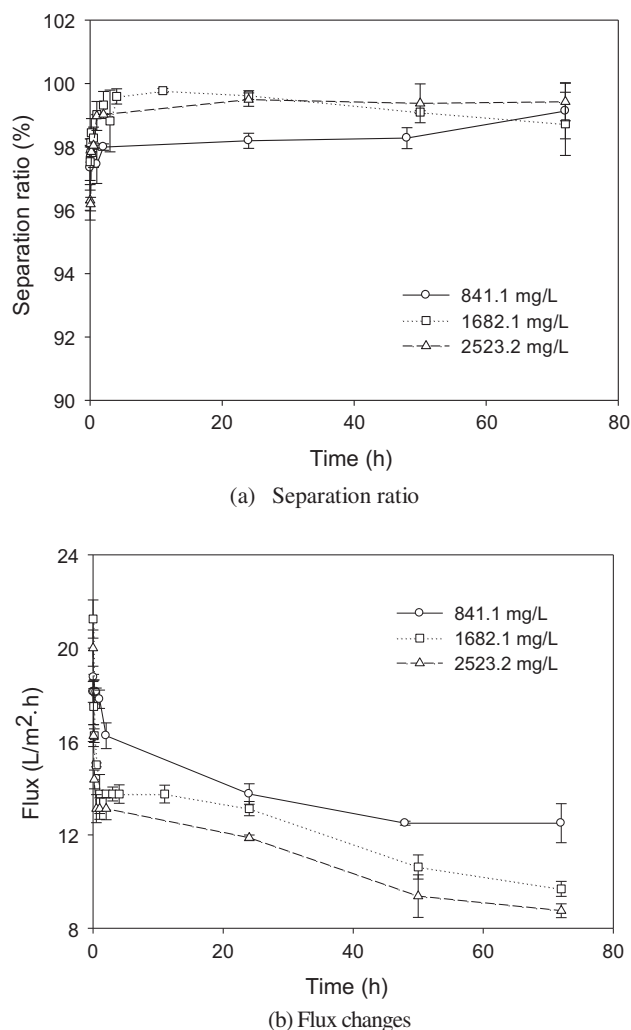 102
100
98
96
94
92
90
Separation ratio (%)
841.1 mg/L
1682.1 mg/L
2523.2 mg/L
0 20 40 60 80
Time (h)
(a) Separation ratio
24
20
16
12
8
Flux (L/m².h)
841.1 mg/L
1682.1 mg/L
2523.2 mg/L
0 20 40 60 80
Time (h)
(b) Flux changes